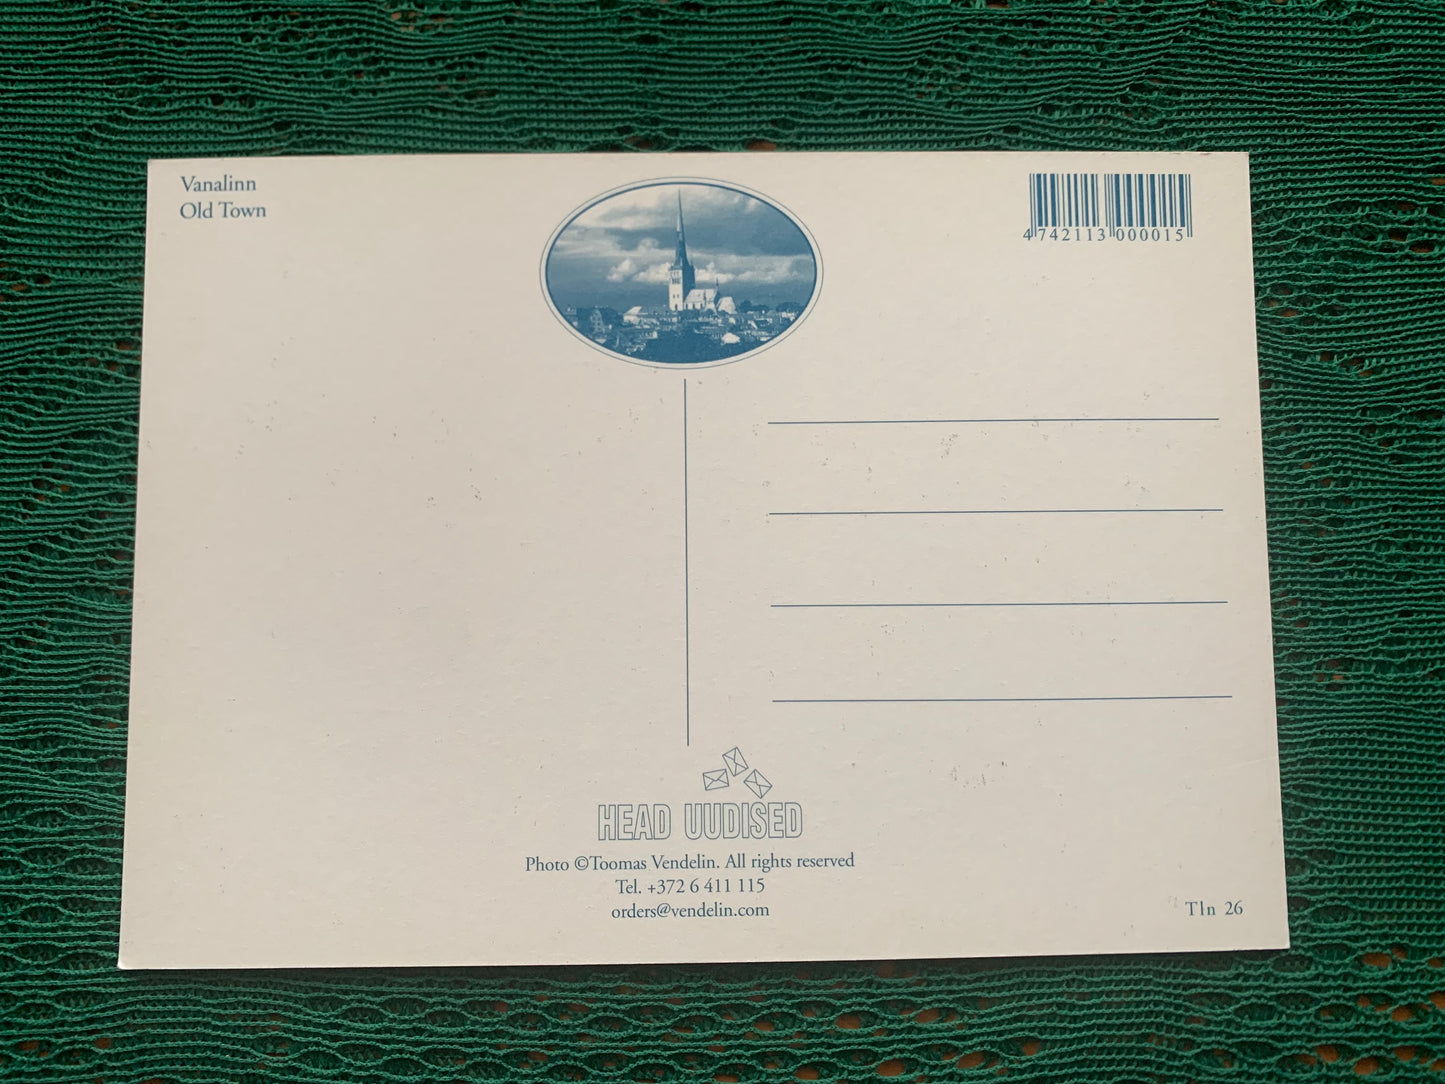 Vanalinn
Old Town
4 742113 000015
HEAD UUDISED
Photo ©Toomas Vendelin. All rights reserved
Tel. +372 6 411 115
orders@vendelin.com
Tln 26